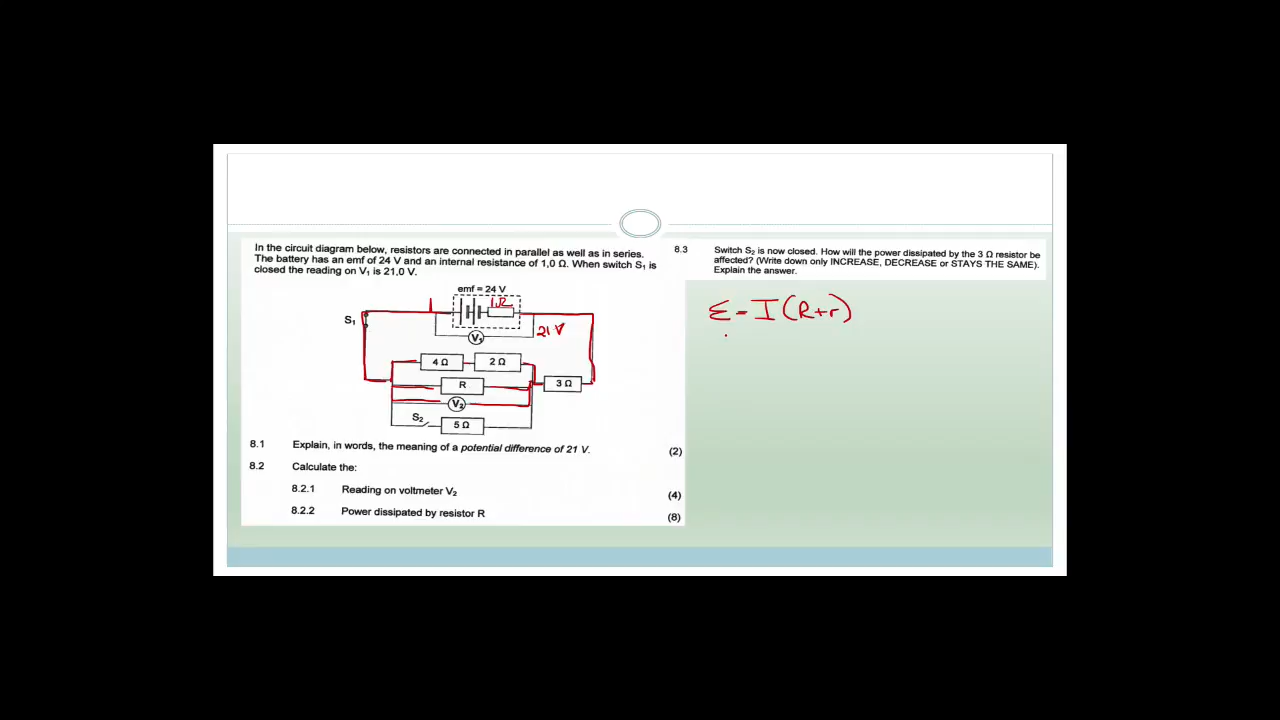 In the circuit diagram below, resistors are connected in parallel as well as in series.
The battery has an emf of 24 V and an internal resistance of 1,0 Ω. When switch S₁ is
closed the reading on V₁ is 21,0 V.
emf = 24 V
1Ω
S₁
V₁
21 V
4 Ω
2 Ω
R
3 Ω
V₂
S₂
5 Ω
8.1 Explain, in words, the meaning of a potential difference of 21 V. (2)
8.2 Calculate the:
8.2.1 Reading on voltmeter V₂ (4)
8.2.2 Power dissipated by resistor R (8)
8.3 Switch S₂ is now closed. How will the power dissipated by the 3 Ω resistor be
affected? (Write down only INCREASE, DECREASE or STAYS THE SAME).
Explain the answer.
Ɛ = I(R+r)